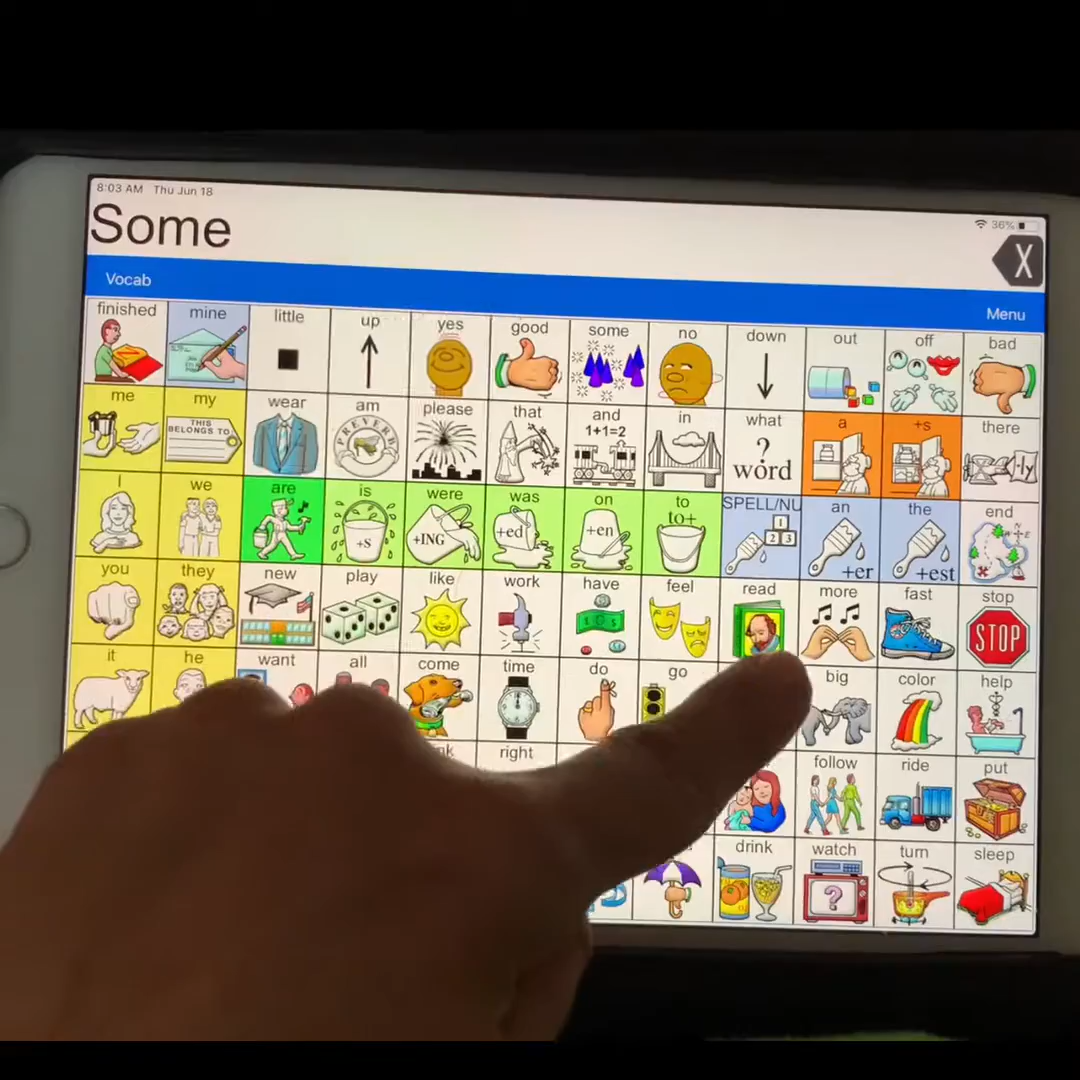 8:03 AM Thu Jun 18
36%
Some
X
Vocab
Menu
finished mine little up yes good some no down out off bad
me my wear am please that and in what a +s there
THIS BELONGS TO PREVERB 1+1=2 ? word -ly
I we are is were was on to SPELL/NU an the end
+S +ING +ed +en to+ 1 2 3 +er +est N E
you they new play like work have feel read more fast stop
STOP
it he want all come time do go big color help
right follow ride put
drink watch turn sleep
?